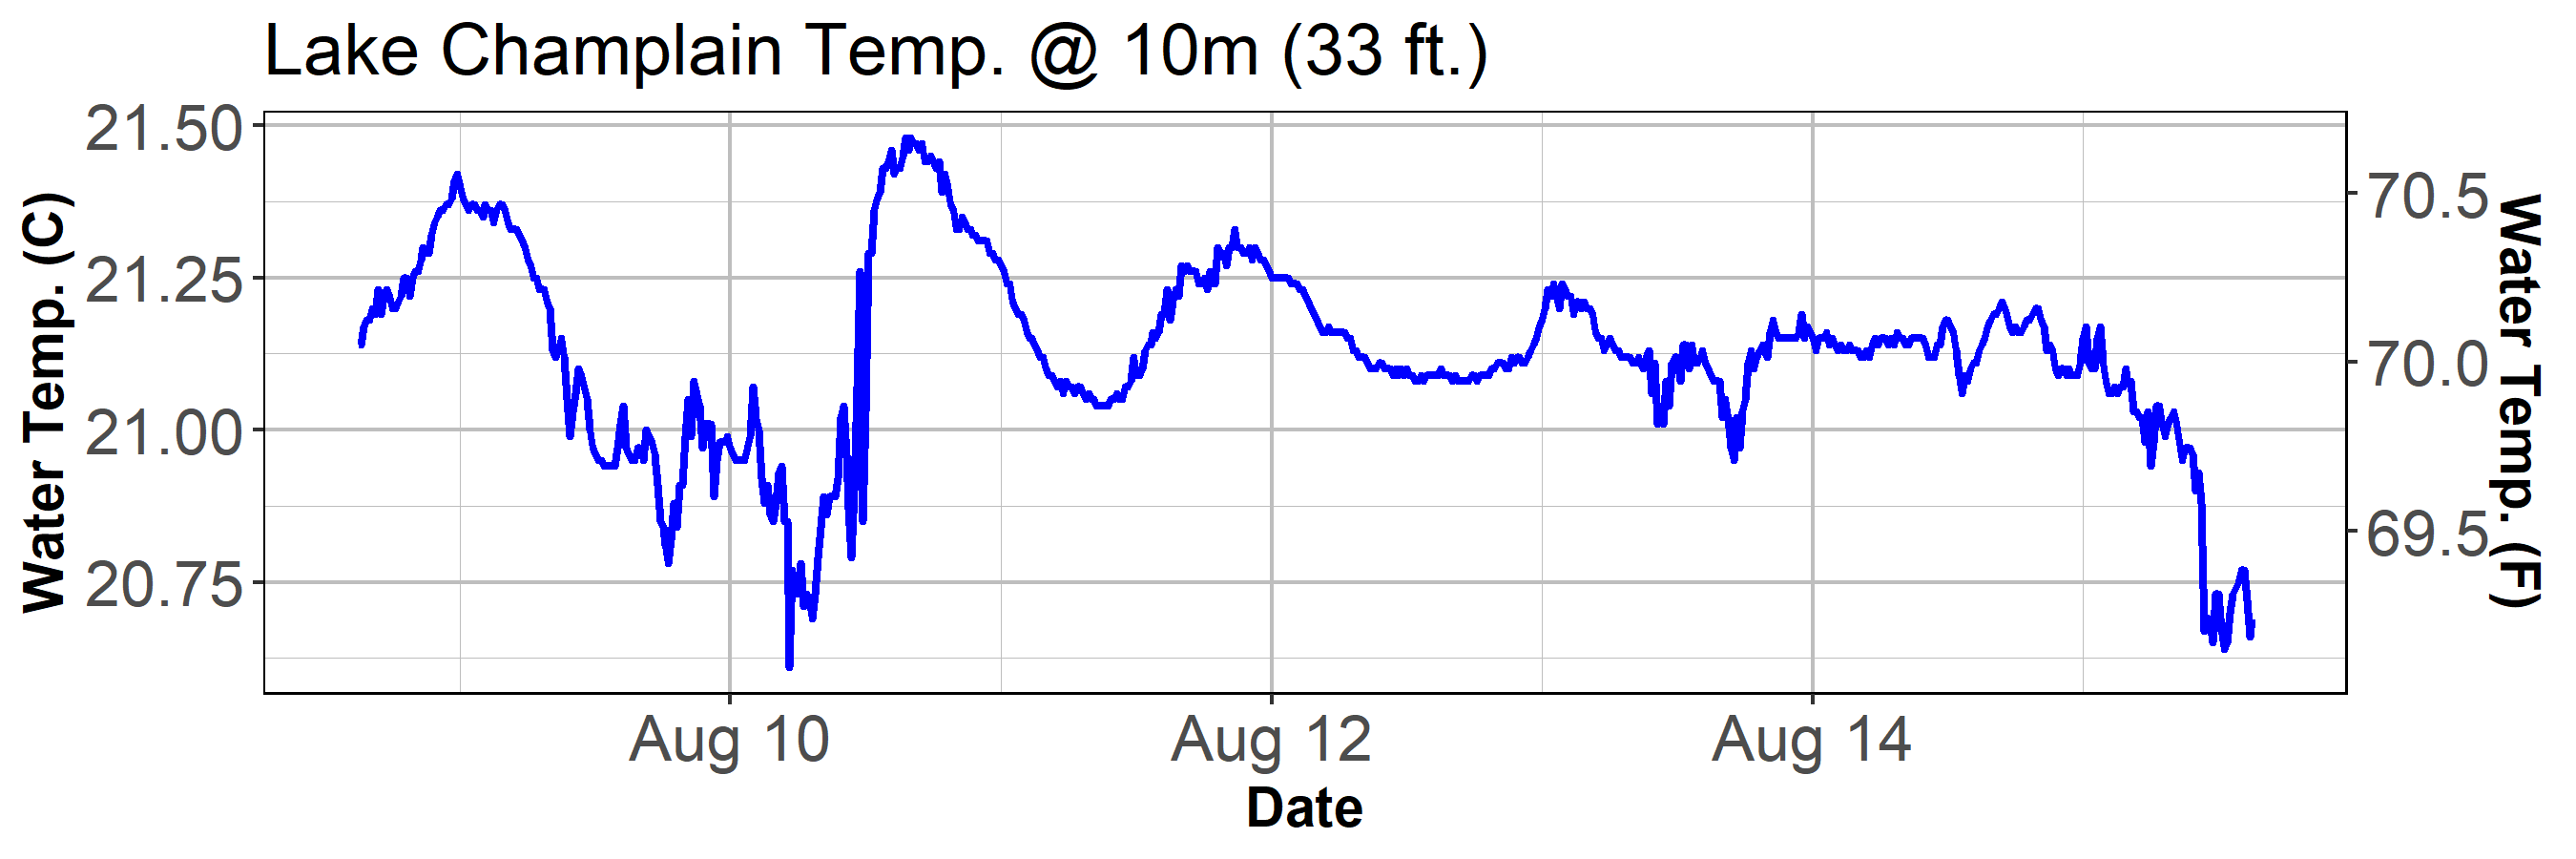 Lake Champlain Temp. @ 10m (33 ft.)
Water Temp. (C)
21.50
21.25
21.00
20.75
70.5
70.0
69.5
Water Temp. (F)
Aug 10
Aug 12
Aug 14
Date